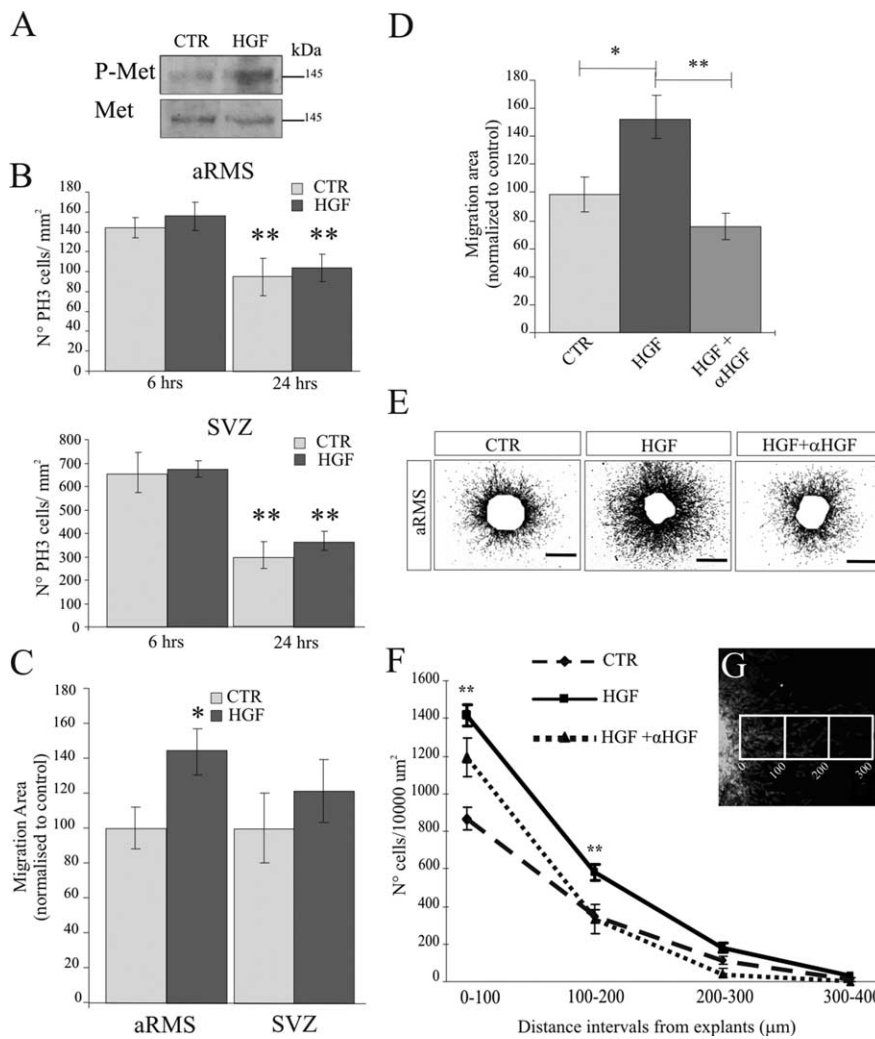 A
CTR HGF kDa
P-Met 145
Met 145
B
aRMS
CTR
HGF
N° PH3 cells/ mm²
160
140
120
100
80
60
40
20
0
** **
6 hrs 24 hrs
SVZ
CTR
HGF
N° PH3 cells/ mm²
700
600
500
400
300
200
100
0
** **
6 hrs 24 hrs
C
CTR
HGF
Migration Area
(normalised to control)
180
160
140
120
100
80
60
40
20
0
*
aRMS SVZ
D
* **
Migration area
(normalized to control)
180
160
140
120
100
80
60
40
20
0
CTR
HGF
HGF +
αHGF
E
CTR HGF HGF+αHGF
aRMS
F
CTR
HGF
HGF +αHGF
N° cells/10000 um²
1600
1400
1200
1000
800
600
400
200
0
**
**
0-100 100-200 200-300 300-400
Distance intervals from explants (μm)
G
0 100 200 300